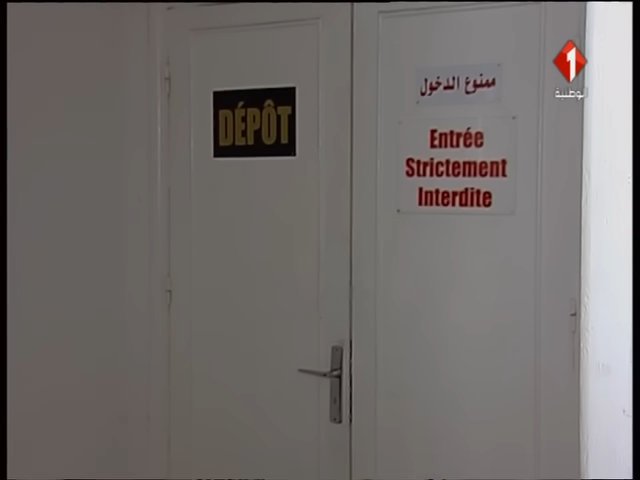 DÉPÔT
ممنوع الدخول
Entrée
Strictement
Interdite
1
الوطنية